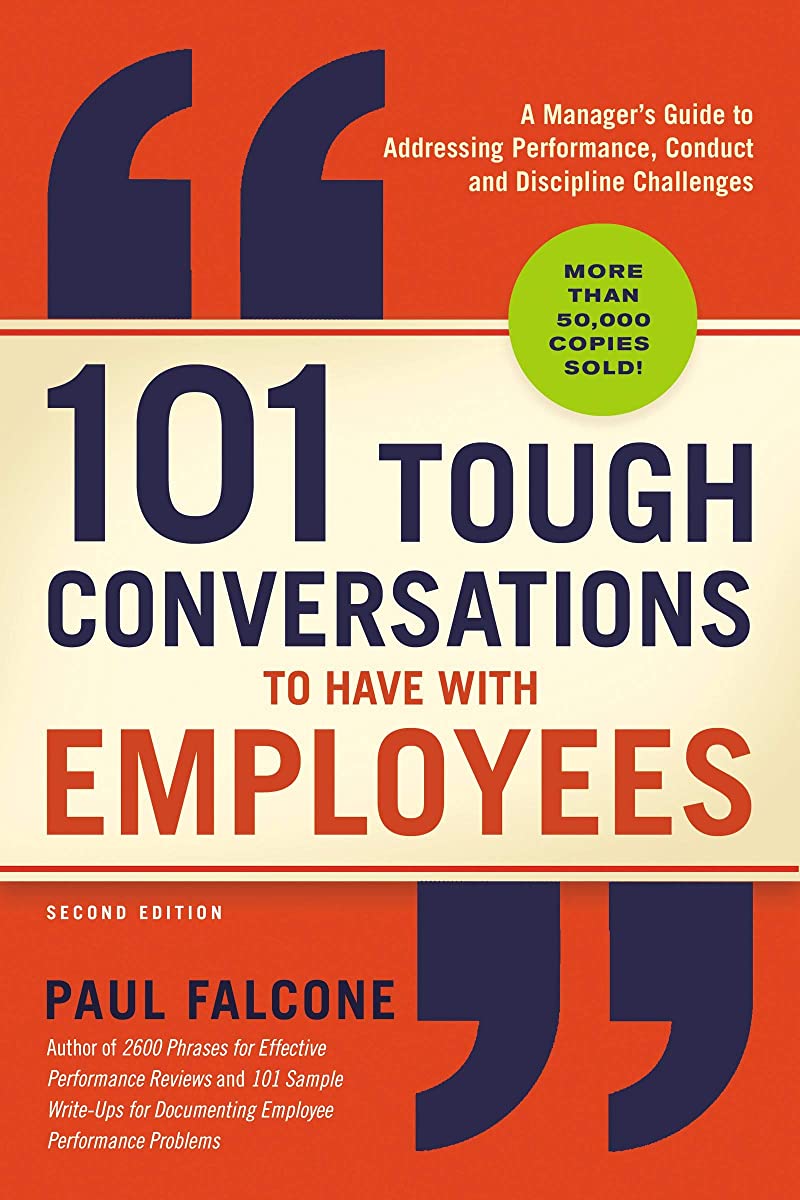 A Manager's Guide to
Addressing Performance, Conduct
and Discipline Challenges
MORE
THAN
50,000
COPIES
SOLD!
101 TOUGH
CONVERSATIONS
TO HAVE WITH
EMPLOYEES
SECOND EDITION
PAUL FALCONE
Author of 2600 Phrases for Effective
Performance Reviews and 101 Sample
Write-Ups for Documenting Employee
Performance Problems